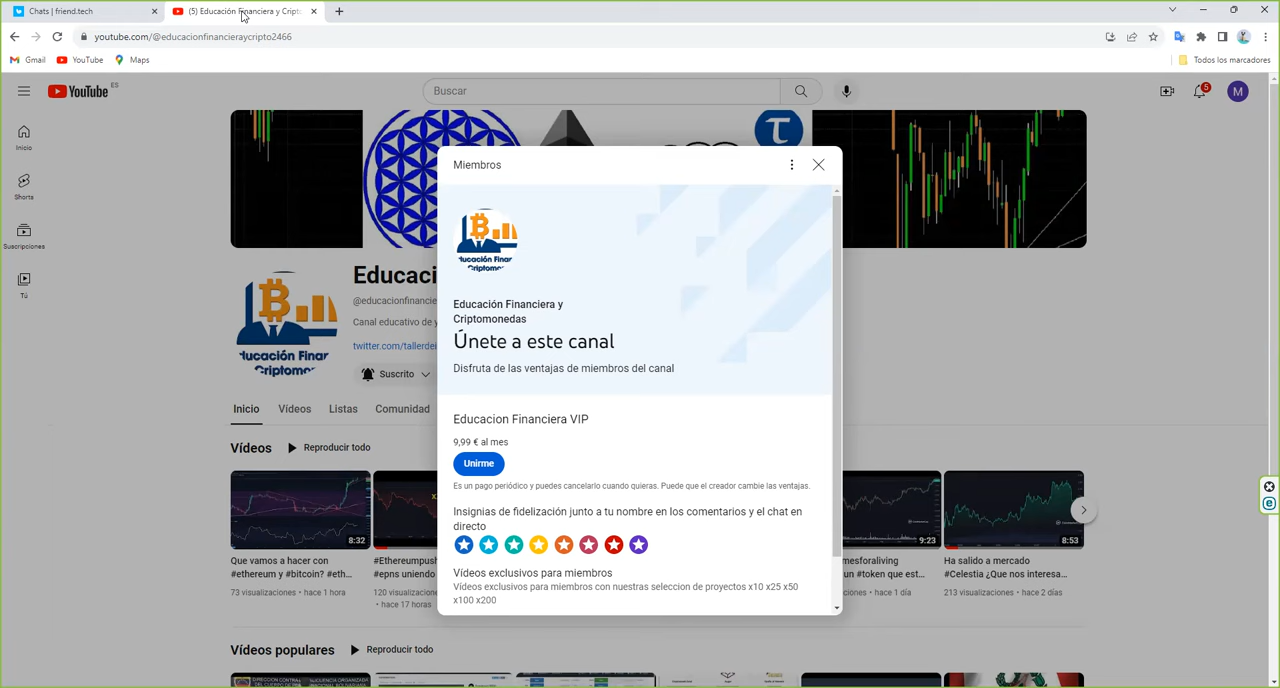 Chats | friend.tech
(5) Educación Financiera y Cripto
youtube.com/@educacionfinancieraycripto2466
Gmail
YouTube
Maps
Todos los marcadores
YouTube
ES
Buscar
5
M
Inicio
Shorts
Suscripciones
Tú
Educaci
@educacionfinancie
Canal educativo de y
twitter.com/tallerdei
Suscrito
Inicio
Vídeos
Listas
Comunidad
Miembros
Educación Financiera y
Criptomonedas
Únete a este canal
Disfruta de las ventajas de miembros del canal
Educacion Financiera VIP
9,99 € al mes
Unirme
Es un pago periódico y puedes cancelarlo cuando quieras. Puede que el creador cambie las ventajas.
Insignias de fidelización junto a tu nombre en los comentarios y el chat en
directo
Vídeos exclusivos para miembros
Vídeos exclusivos para miembros con nuestras seleccion de proyectos x10 x25 x50
x100 x200
Vídeos
Reproducir todo
8:32
9:23
8:53
Que vamos a hacer con
#ethereum y #bitcoin? #eth...
73 visualizaciones • hace 1 hora
#Ethereumpush
#epns uniendo
120 visualizaciones
• hace 17 horas
mesforaliving
un #token que est...
ciones • hace 1 día
Ha salido a mercado
#Celestia ¿Que nos interesa...
213 visualizaciones • hace 2 días
Vídeos populares
Reproducir todo